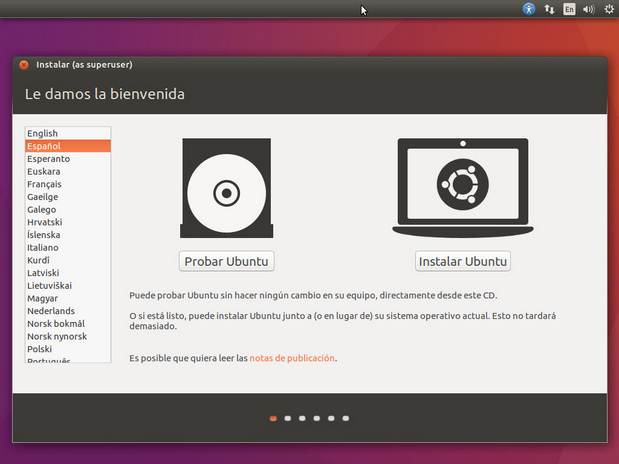 En
Instalar (as superuser)
Le damos la bienvenida
English
Español
Esperanto
Euskara
Français
Gaeilge
Galego
Hrvatski
Íslenska
Italiano
Kurdî
Latviski
Lietuviškai
Magyar
Nederlands
Norsk bokmål
Norsk nynorsk
Polski
Português
Probar Ubuntu
Instalar Ubuntu
Puede probar Ubuntu sin hacer ningún cambio en su equipo, directamente desde este CD.
O si está listo, puede instalar Ubuntu junto a (o en lugar de) su sistema operativo actual. Esto no tardará
demasiado.
Es posible que quiera leer las notas de publicación.